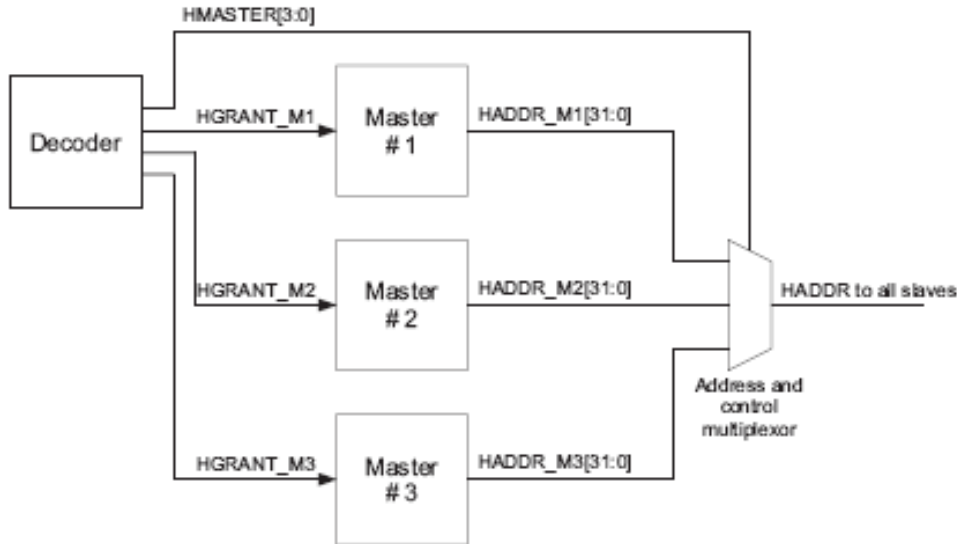 HMASTER[3:0]
Decoder
HGRANT_M1
Master
# 1
HADDR_M1[31:0]
HGRANT_M2
Master
# 2
HADDR_M2[31:0]
HADDR to all slaves
Address and
control
multiplexor
HGRANT_M3
Master
# 3
HADDR_M3[31:0]